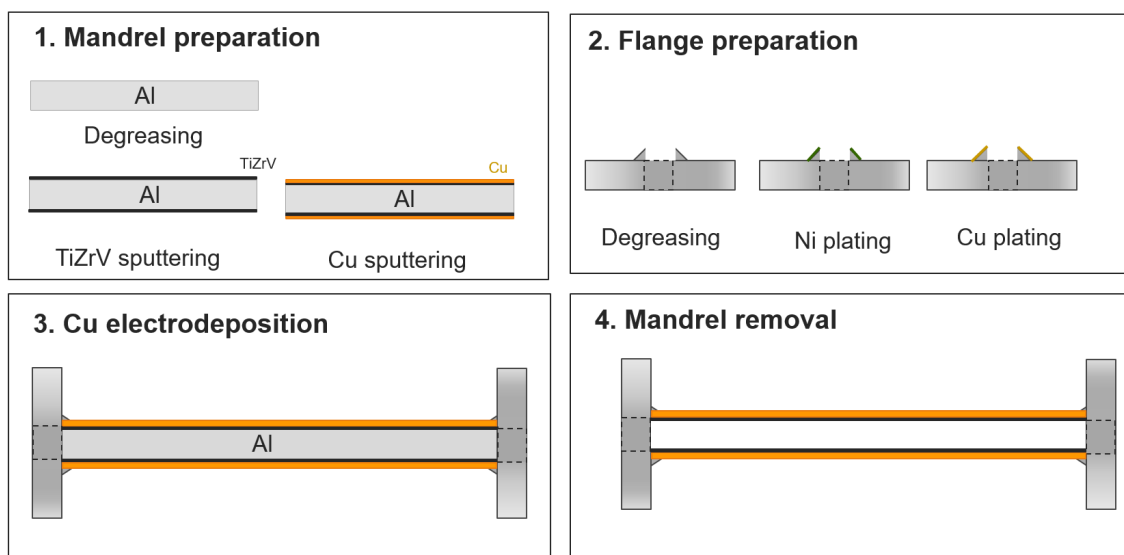 1. Mandrel preparation
Al
Degreasing
TiZrV
Cu
Al
Al
TiZrV sputtering
Cu sputtering
2. Flange preparation
Degreasing
Ni plating
Cu plating
3. Cu electrodeposition
Al
4. Mandrel removal